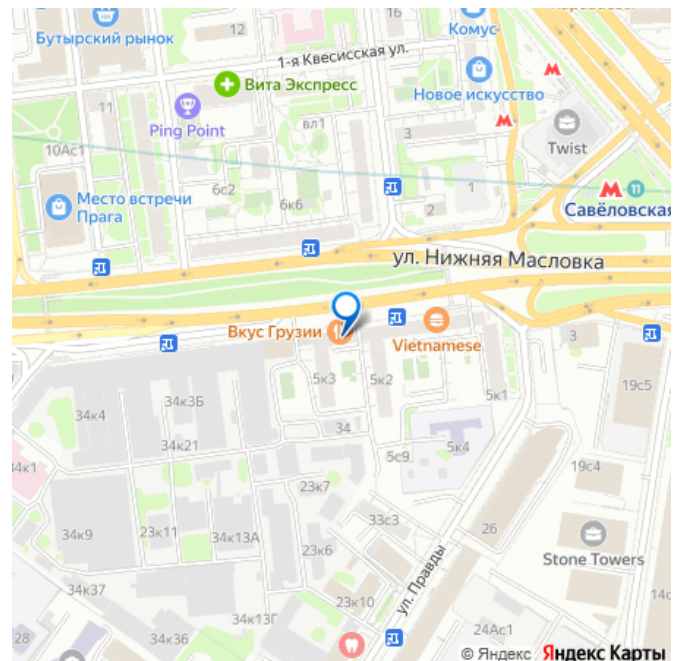 16
Бутырский рынок
12
1-я Квесисская ул.
Комус
Вита Экспресс
Новое искусство
11
Ping Point
вл1
3
Twist
10Ас1
6с2
1
11
Место встречи
Прага
6к6
2
Савёловская
ул. Нижняя Масловка
Вкус Грузии
Vietnamese
3
5к3
5к2
19с5
34к3Б
5к1
34к4
34
34к21
5с9
5к4
34к1
19с4
23к7
33с3
34к9
23к11
34к13А
26
23к6
Stone Towers
ул. Правды
34к37
23к10
34к13Г
28
34к36
24Ас1
© Яндекс Яндекс Карты